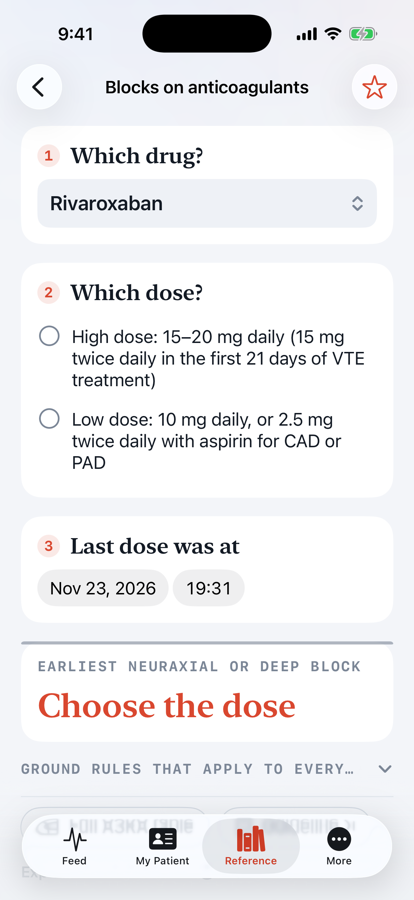 9:41
Blocks on anticoagulants
1 Which drug?
Rivaroxaban
2 Which dose?
High dose: 15–20 mg daily (15 mg
twice daily in the first 21 days of VTE
treatment)
Low dose: 10 mg daily, or 2.5 mg
twice daily with aspirin for CAD or
PAD
3 Last dose was at
Nov 23, 2026 19:31
EARLIEST NEURAXIAL OR DEEP BLOCK
Choose the dose
GROUND RULES THAT APPLY TO EVERY…
Feed My Patient Reference More